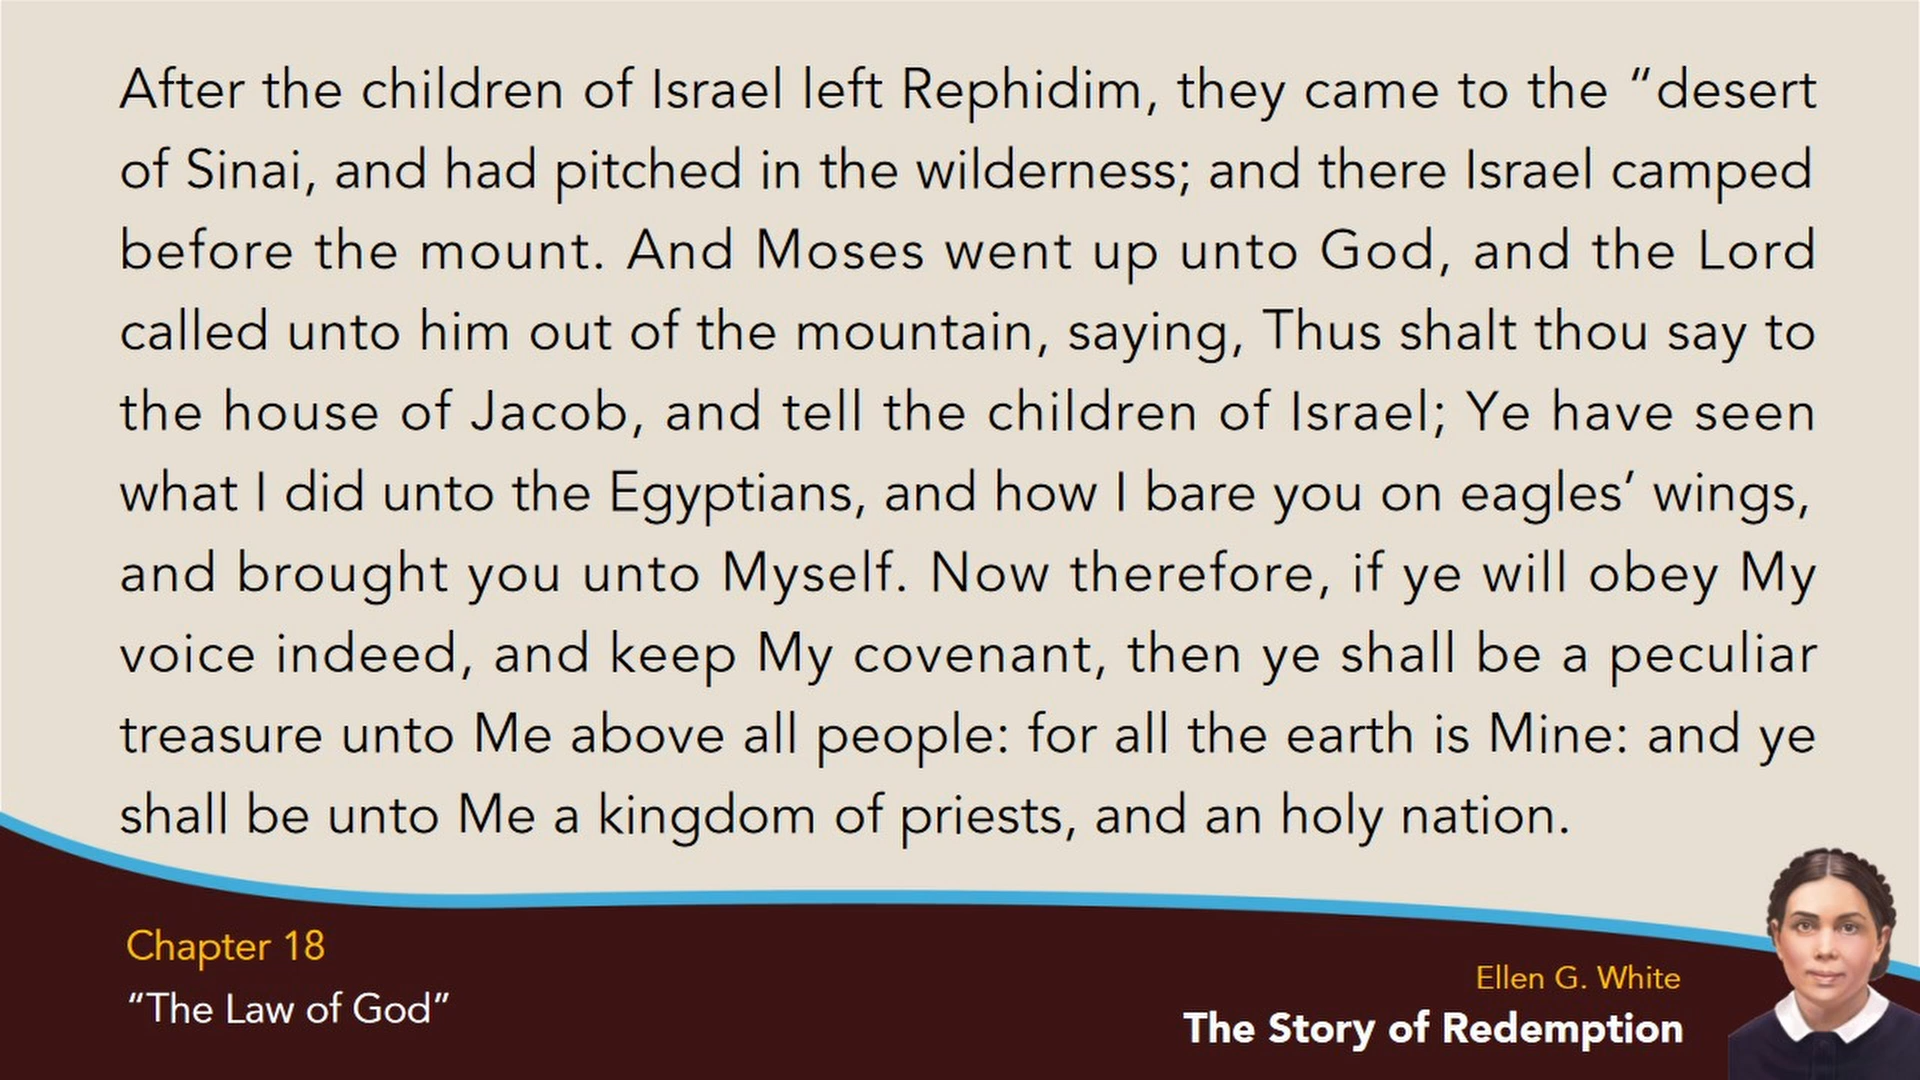 After the children of Israel left Rephidim, they came to the “desert
of Sinai, and had pitched in the wilderness; and there Israel camped
before the mount. And Moses went up unto God, and the Lord
called unto him out of the mountain, saying, Thus shalt thou say to
the house of Jacob, and tell the children of Israel; Ye have seen
what I did unto the Egyptians, and how I bare you on eagles’ wings,
and brought you unto Myself. Now therefore, if ye will obey My
voice indeed, and keep My covenant, then ye shall be a peculiar
treasure unto Me above all people: for all the earth is Mine: and ye
shall be unto Me a kingdom of priests, and an holy nation.
Chapter 18
“The Law of God”
Ellen G. White
The Story of Redemption